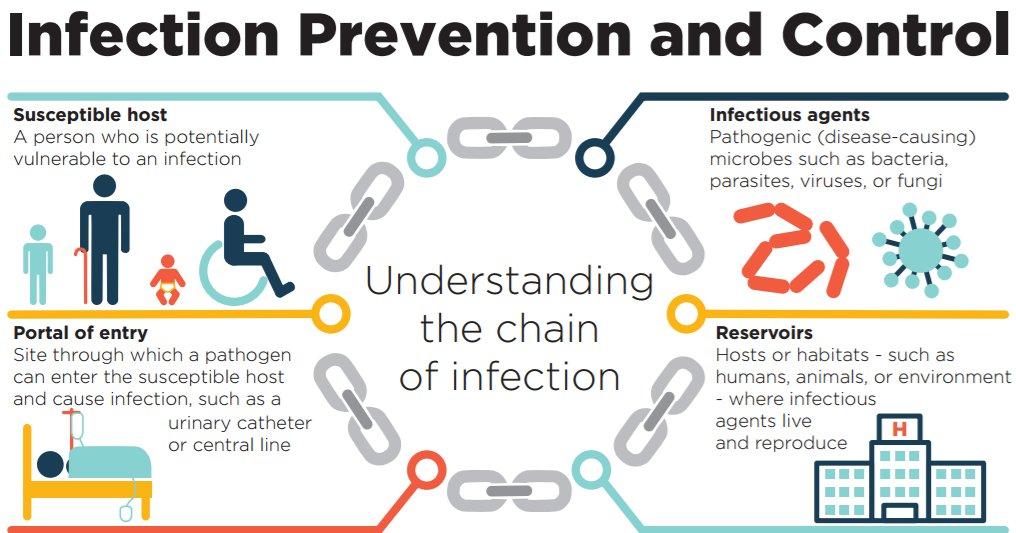 Infection Prevention and Control
Susceptible host
A person who is potentially
vulnerable to an infection
Infectious agents
Pathogenic (disease-causing)
microbes such as bacteria,
parasites, viruses, or fungi
Understanding
the chain
of infection
Portal of entry
Site through which a pathogen
can enter the susceptible host
and cause infection, such as a
urinary catheter
or central line
Reservoirs
Hosts or habitats - such as
humans, animals, or environment
- where infectious
agents live
and reproduce
H